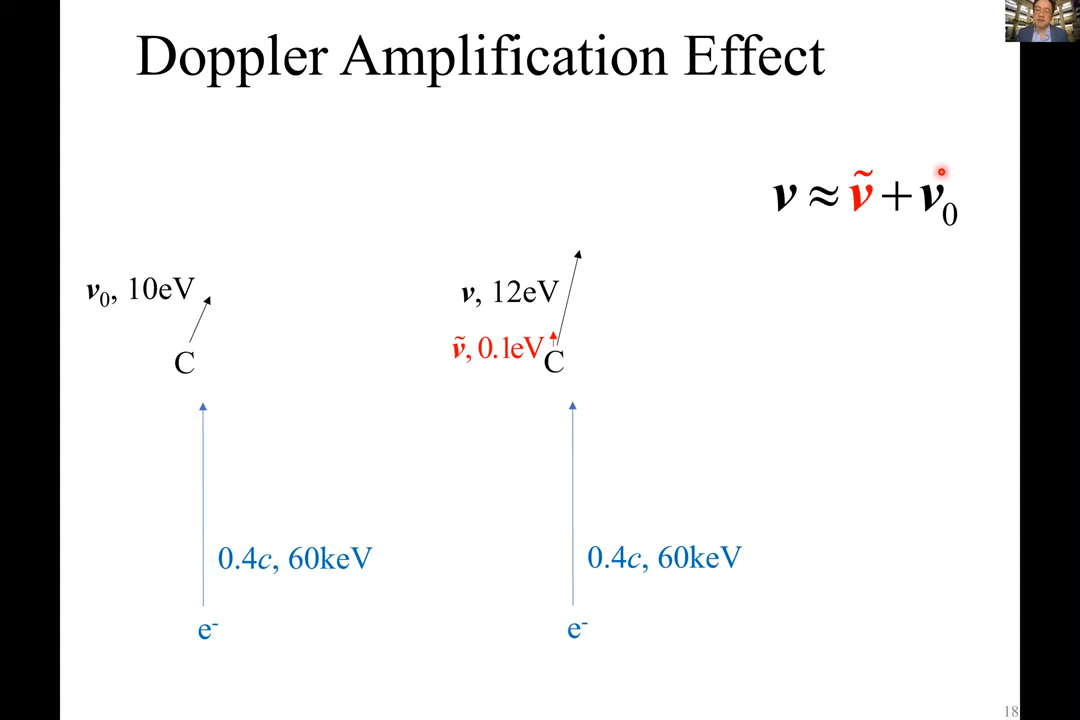 Doppler Amplification Effect
v ≈ ṽ + v₀
v₀, 10eV
C
v, 12eV
ṽ, 0.1eV
C
0.4c, 60keV
e⁻
0.4c, 60keV
e⁻
18